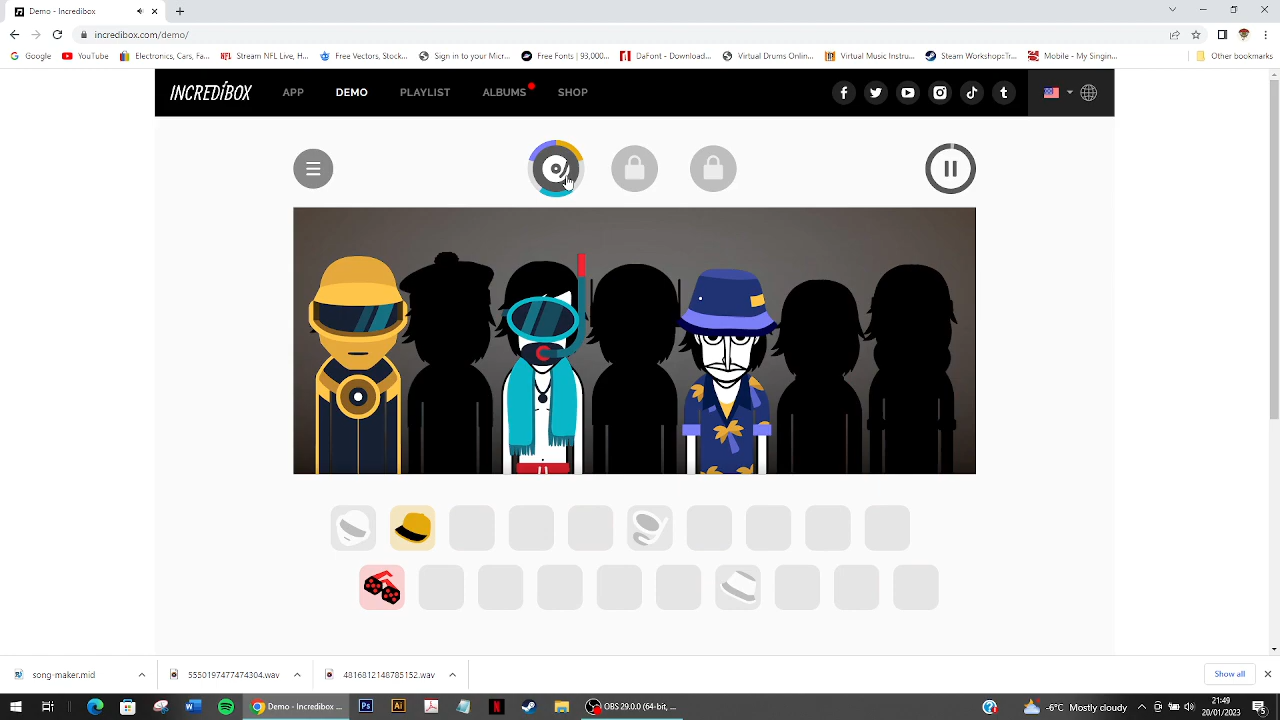 Demo - Incredibox
incredibox.com/demo/
Google
YouTube
Electronics, Cars, Fa...
Stream NFL Live, H...
Free Vectors, Stock...
Sign in to your Micr...
Free Fonts | 93,000...
DaFont - Download...
Virtual Drums Onlin...
Virtual Music Instru...
Steam Workshop:Tr...
Mobile - My Singin...
Other bookmarks
INCREDIBOX
APP
DEMO
PLAYLIST
ALBUMS
SHOP
song-maker.mid
5550197477474304.wav
4816812148785152.wav
Show all
Demo - Incredibox ...
OBS 29.0.0 (64-bit, ...
-6°C Mostly cloudy
21:49
20/01/2023